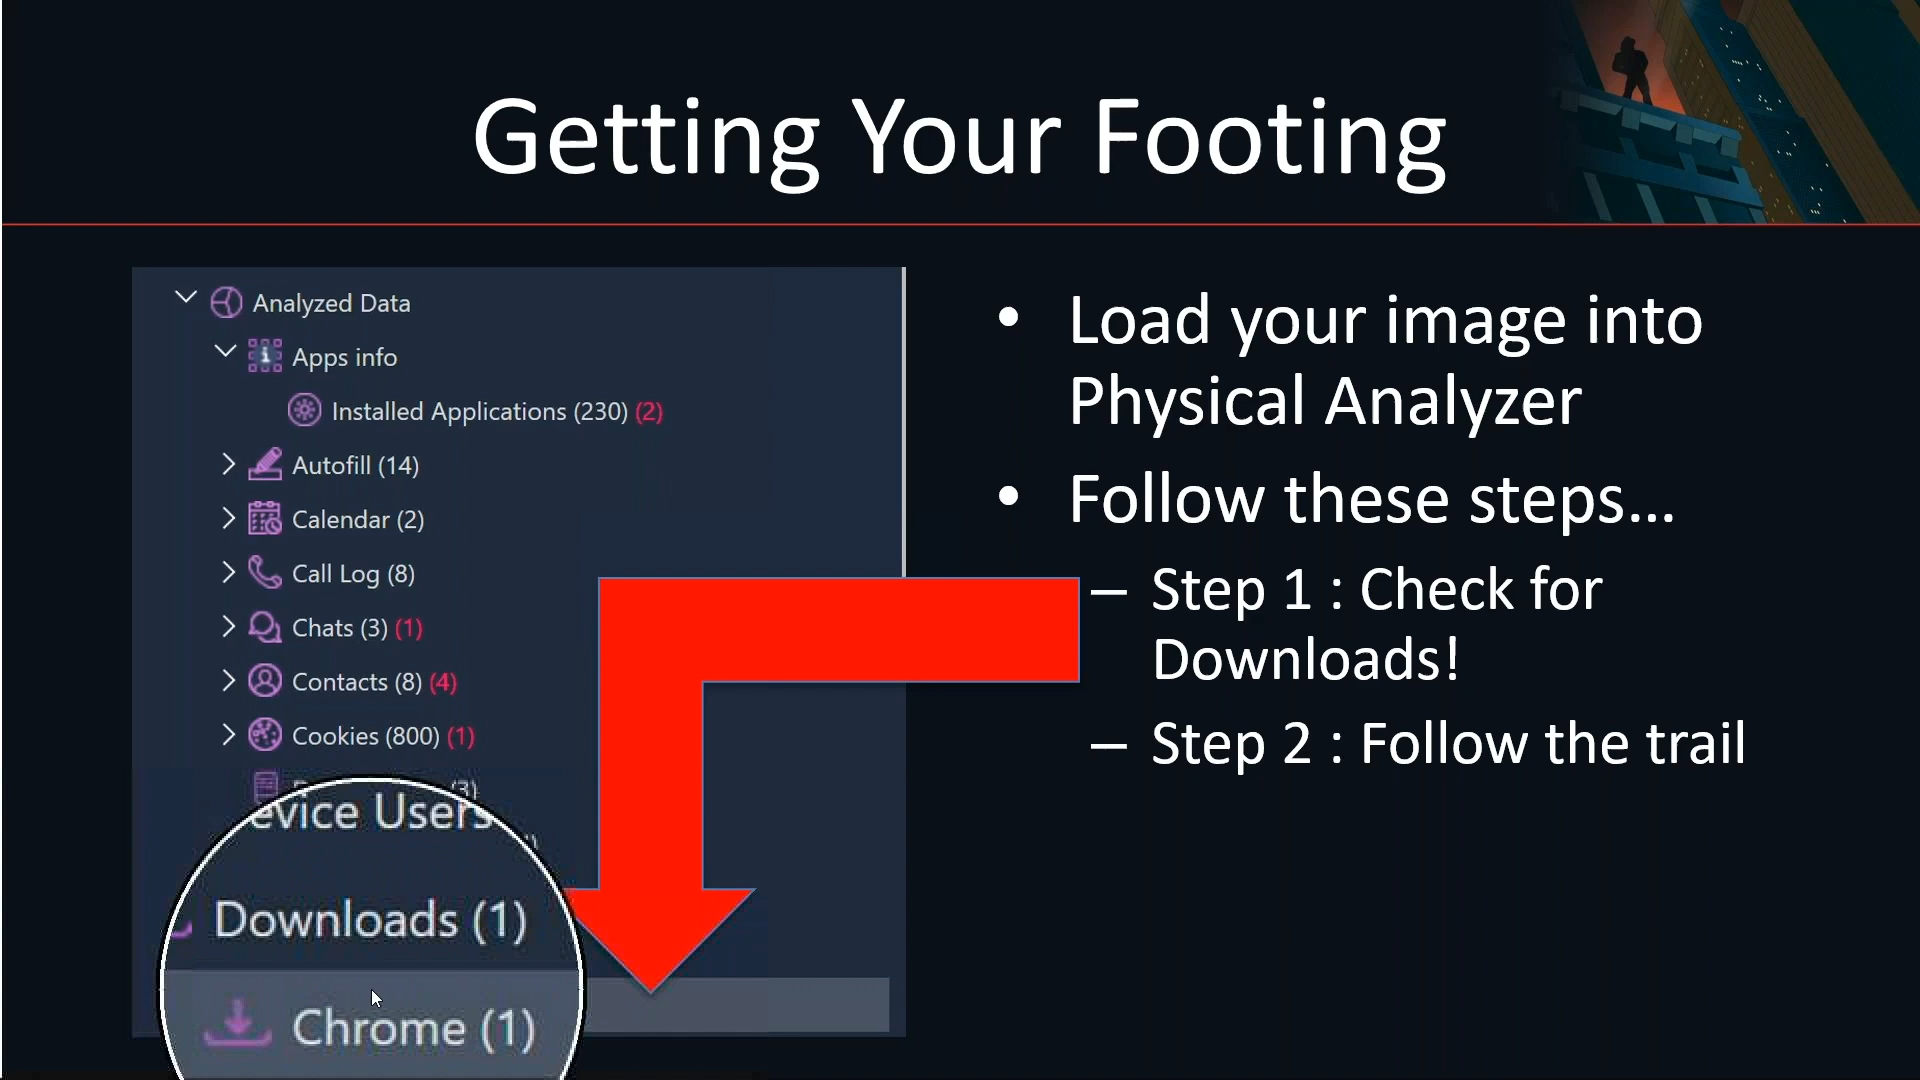 Getting Your Footing
Analyzed Data
Apps info
Installed Applications (230) (2)
Autofill (14)
Calendar (2)
Call Log (8)
Chats (3) (1)
Contacts (8) (4)
Cookies (800) (1)
(3)
evice Users
Downloads (1)
Chrome (1)
• Load your image into
Physical Analyzer
• Follow these steps...
– Step 1 : Check for
Downloads!
– Step 2 : Follow the trail